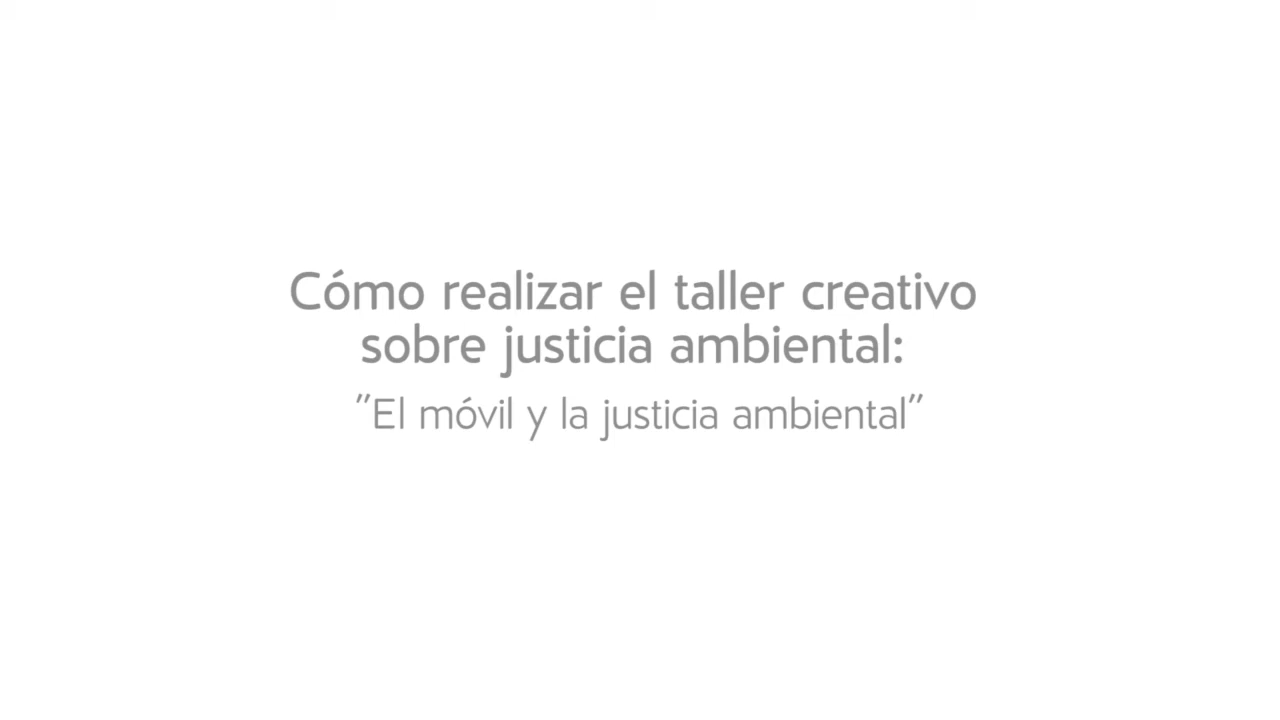 Cómo realizar el taller creativo
sobre justicia ambiental:
"El móvil y la justicia ambiental"